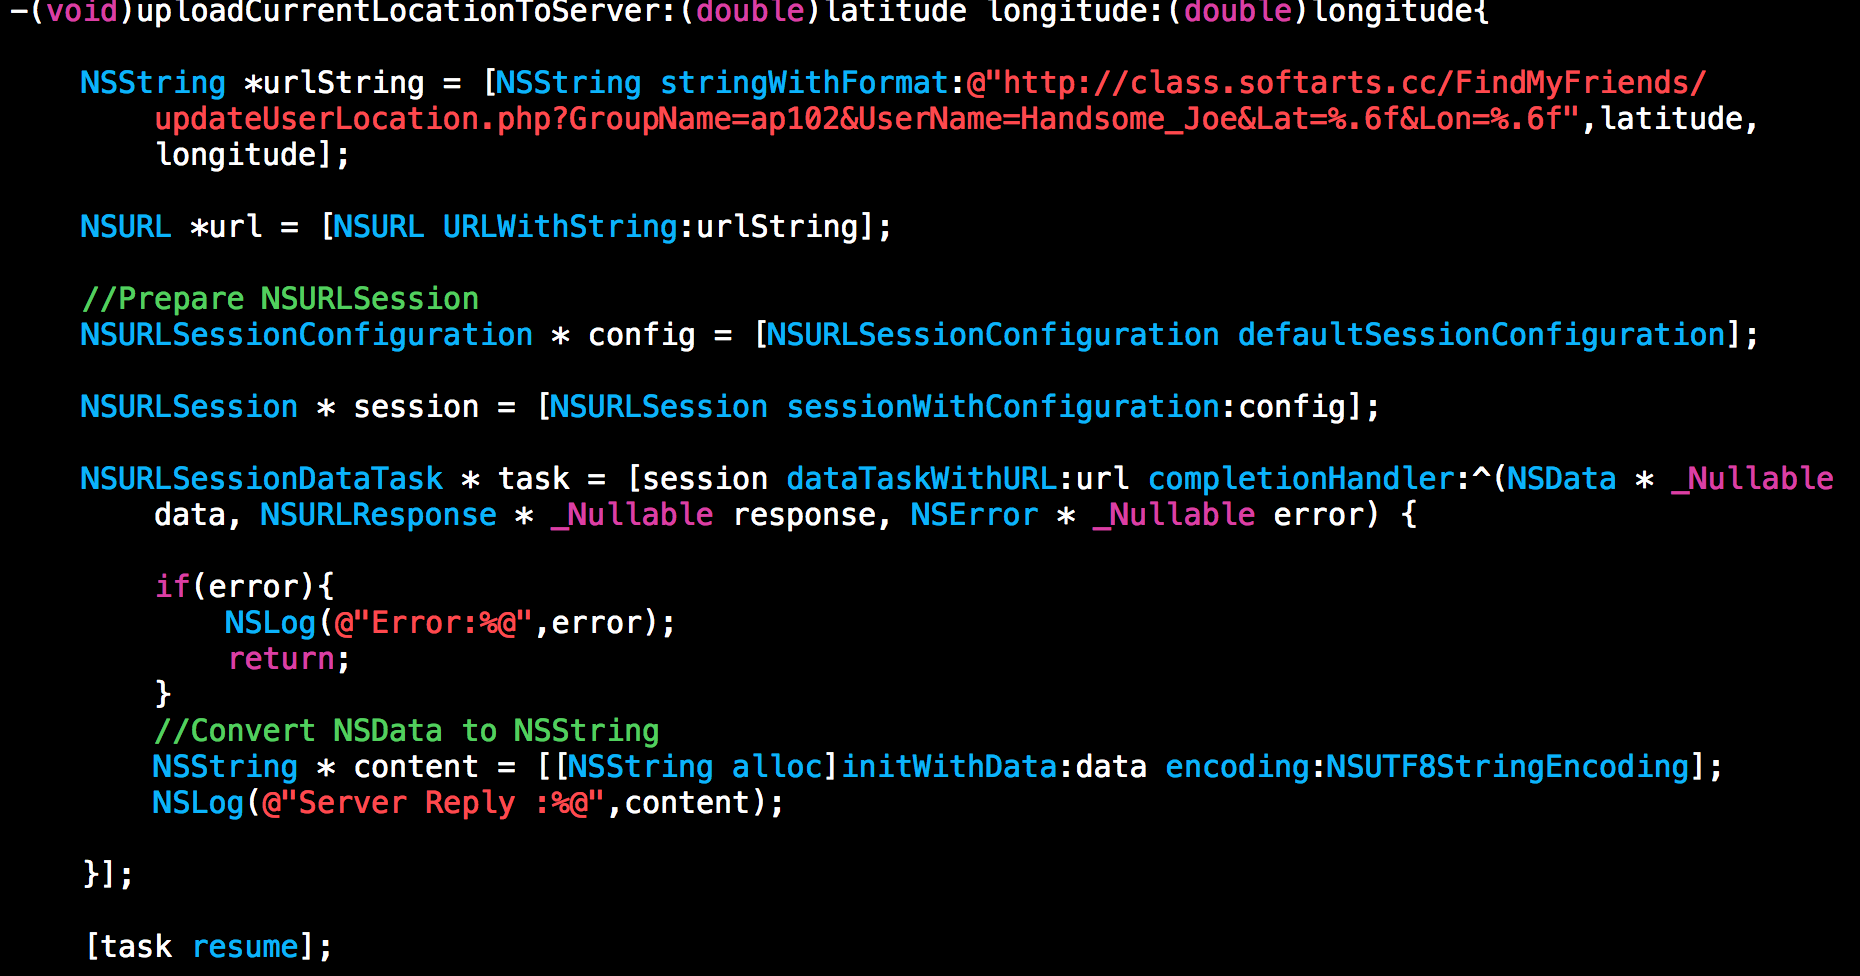 -(void)uploadCurrentLocationToServer:(double)latitude longitude:(double)longitude{
NSString *urlString = [NSString stringWithFormat:@"http://class.softarts.cc/FindMyFriends/
updateUserLocation.php?GroupName=ap102&UserName=Handsome_Joe&Lat=%.6f&Lon=%.6f",latitude,
longitude];
NSURL *url = [NSURL URLWithString:urlString];
//Prepare NSURLSession
NSURLSessionConfiguration * config = [NSURLSessionConfiguration defaultSessionConfiguration];
NSURLSession * session = [NSURLSession sessionWithConfiguration:config];
NSURLSessionDataTask * task = [session dataTaskWithURL:url completionHandler:^(NSData * _Nullable
data, NSURLResponse * _Nullable response, NSError * _Nullable error) {
if(error){
NSLog(@"Error:%@",error);
return;
}
//Convert NSData to NSString
NSString * content = [[NSString alloc]initWithData:data encoding:NSUTF8StringEncoding];
NSLog(@"Server Reply :%@",content);
}];
[task resume];